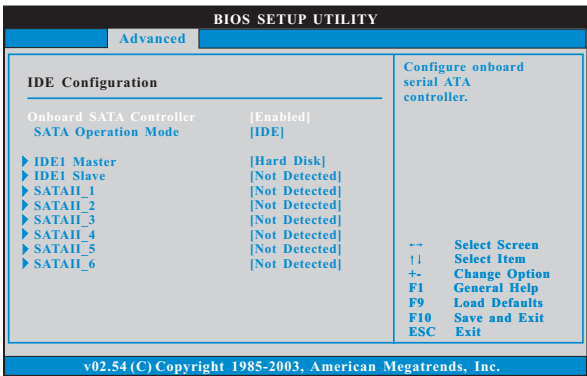 BIOS SETUP UTILITY
Advanced
IDE Configuration
Onboard SATA Controller [Enabled]
SATA Operation Mode [IDE]
IDE1 Master [Hard Disk]
IDE1 Slave [Not Detected]
SATAII_1 [Not Detected]
SATAII_2 [Not Detected]
SATAII_3 [Not Detected]
SATAII_4 [Not Detected]
SATAII_5 [Not Detected]
SATAII_6 [Not Detected]
Configure onboard
serial ATA
controller.
←→ Select Screen
↑↓ Select Item
+- Change Option
F1 General Help
F9 Load Defaults
F10 Save and Exit
ESC Exit
v02.54 (C) Copyright 1985-2003, American Megatrends, Inc.